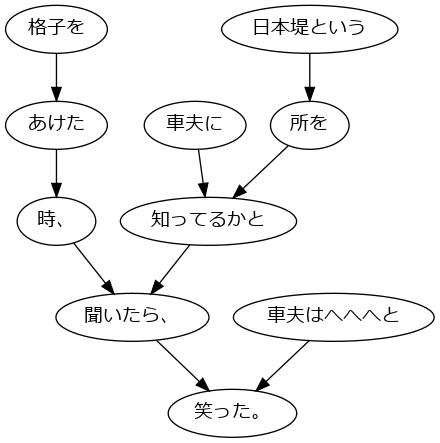 格子を
日本堤という
あけた
車夫に
所を
時、
知ってるかと
聞いたら、
車夫はへへへと
笑った。